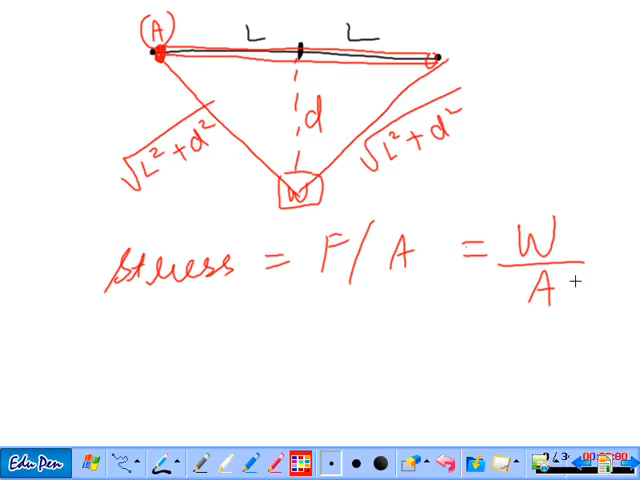 (A) L L
d
√L²+d² √L²+d²
W
stress = F/A = W/A
Edu Pen